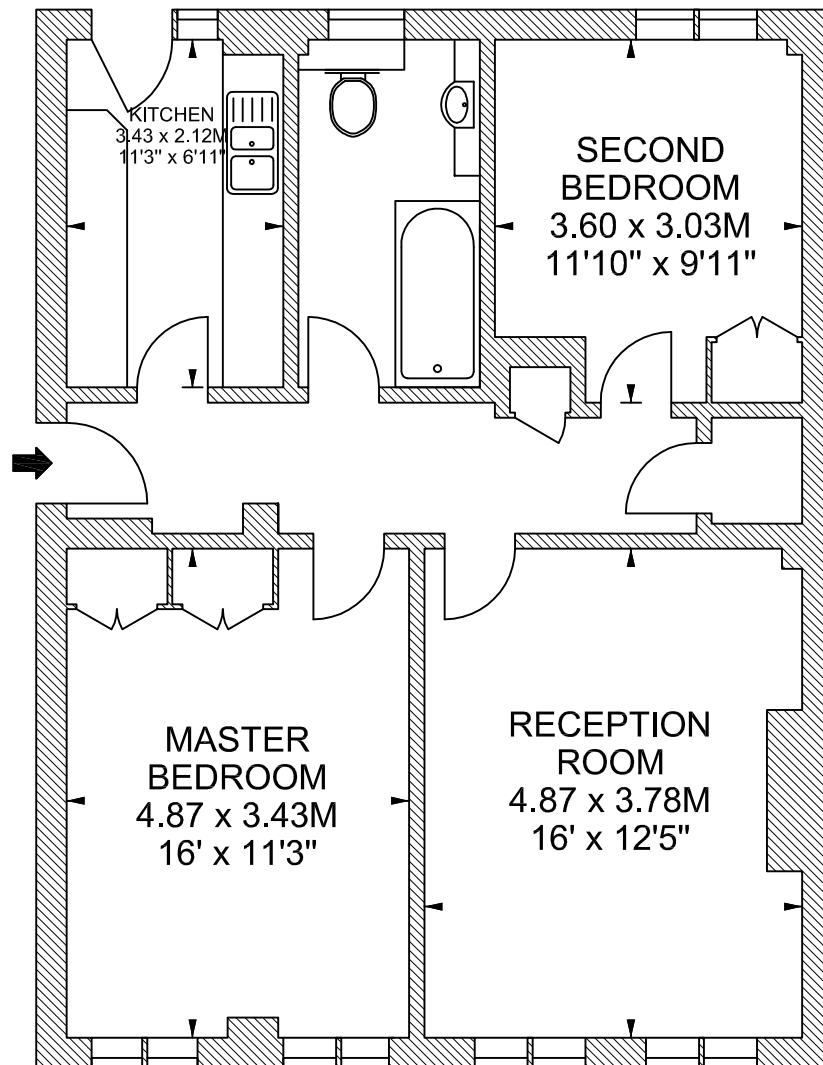 KITCHEN
3.43 x 2.12M
11'3" x 6'11"
SECOND
BEDROOM
3.60 x 3.03M
11'10" x 9'11"
MASTER
BEDROOM
4.87 x 3.43M
16' x 11'3"
RECEPTION
ROOM
4.87 x 3.78M
16' x 12'5"